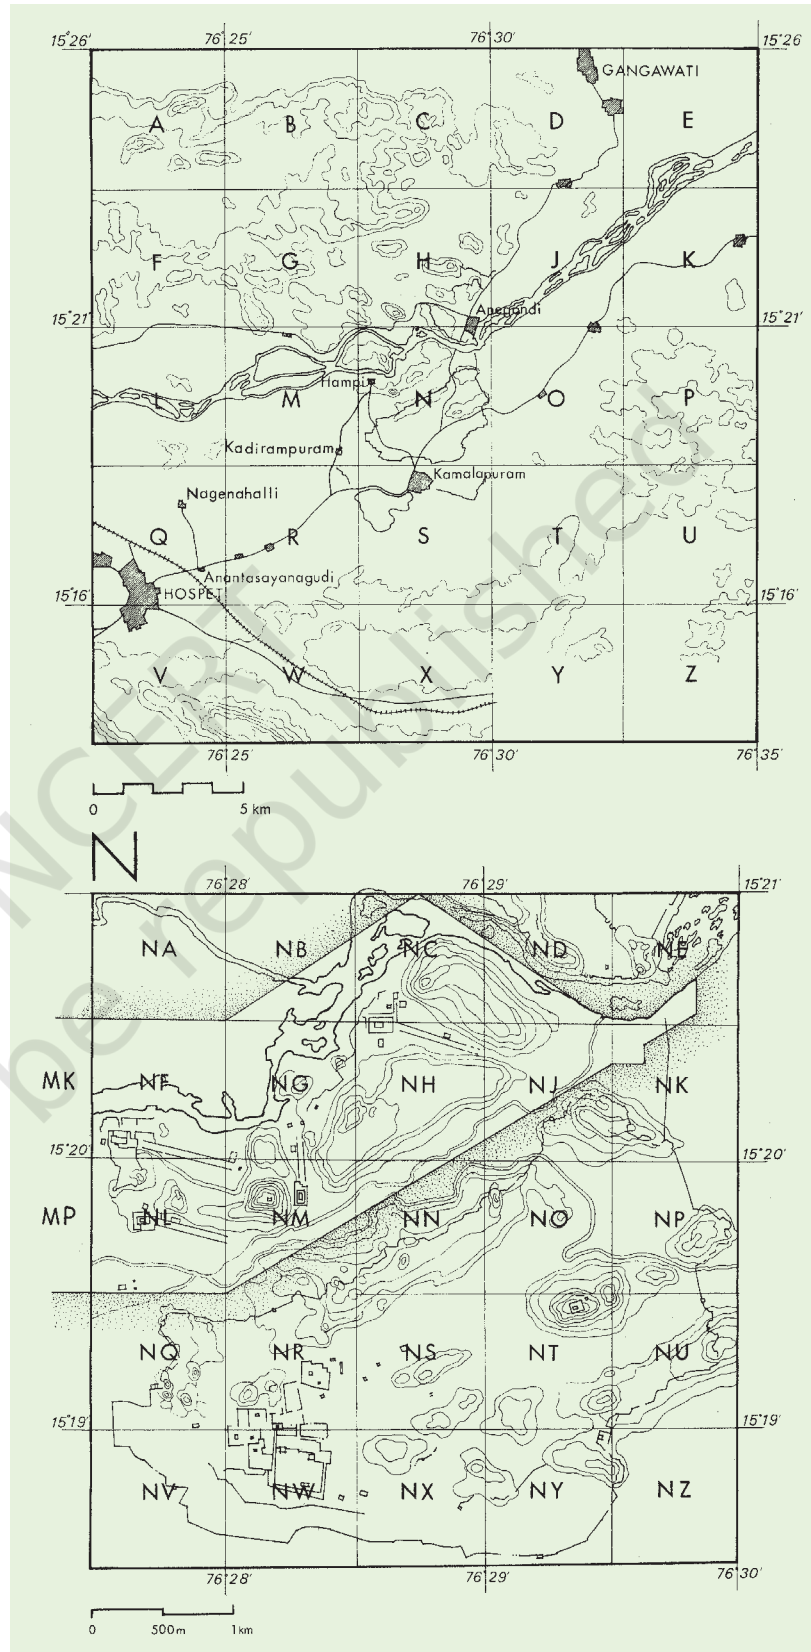 15°26' 76°25' 76°30' 15°26
GANGAWATI
A B C D E
F G H J K
15°21' Anegondi 15°21'
Hampi
L M N O P
Kadirampuram
Kamalapuram
Nagenahalli
Q R S T U
Anantasayanagudi
15°16' HOSPET 15°16'
V W X Y Z
76°25' 76°30' 76°35'
0 5 km
N
76°28' 76°29' 15°21'
NA NB NC ND NE
MK NF NG NH NJ NK
15°20' 15°20'
MP NL NM NN NO NP
NQ NR NS NT NU
15°19' 15°19'
NV NW NX NY NZ
76°28' 76°29' 76°30'
0 500m 1km
NCERT
be republished